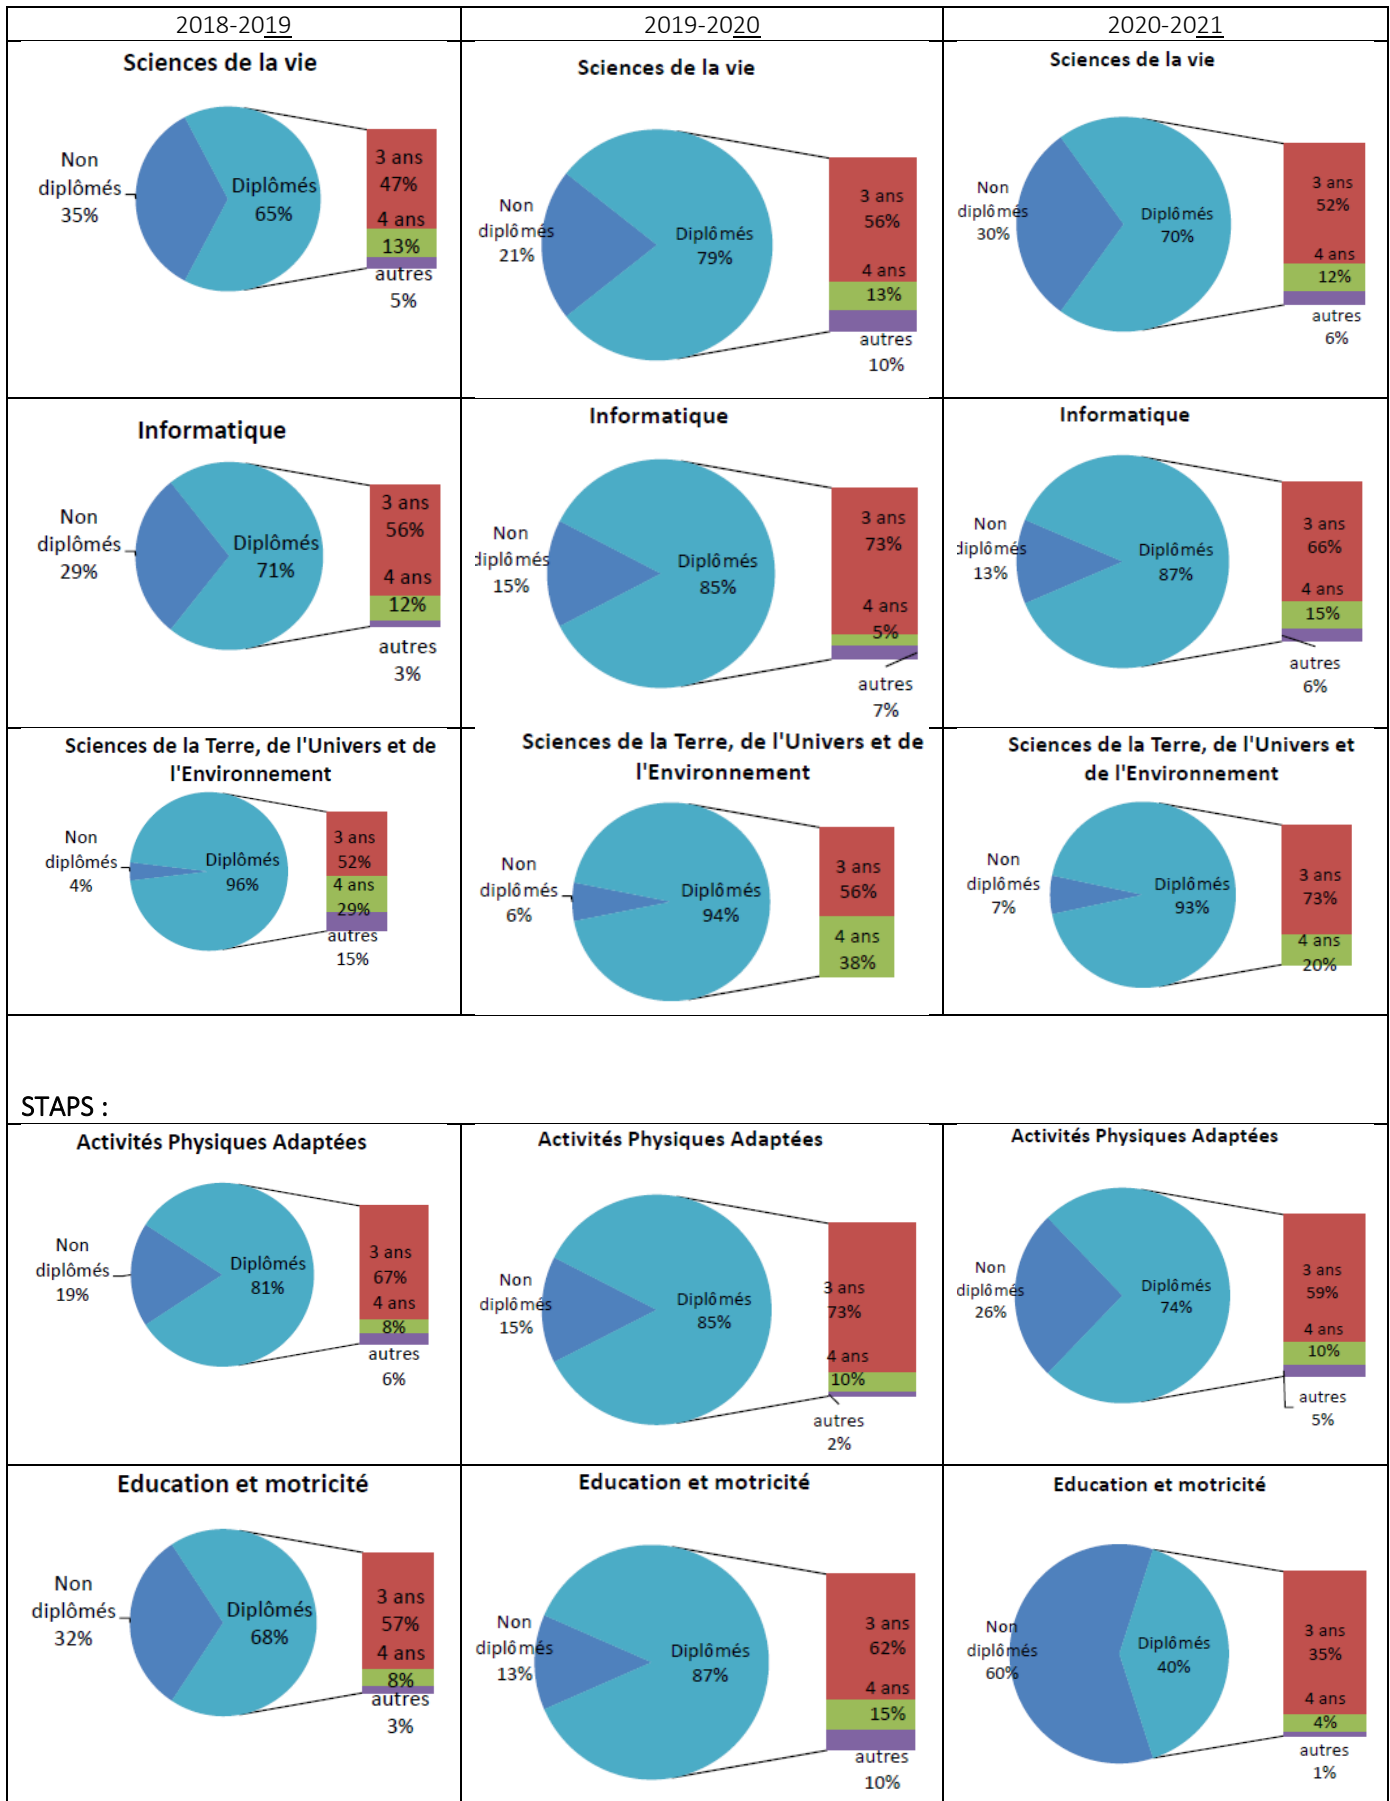 2018-2019
2019-2020
2020-2021
Sciences de la vie
Non
diplômés
35%
Diplômés
65%
3 ans
47%
4 ans
13%
autres
5%
Sciences de la vie
Non
diplômés
21%
Diplômés
79%
3 ans
56%
4 ans
13%
autres
10%
Sciences de la vie
Non
diplômés
30%
Diplômés
70%
3 ans
52%
4 ans
12%
autres
6%
Informatique
Non
diplômés
29%
Diplômés
71%
3 ans
56%
4 ans
12%
autres
3%
Informatique
Non
diplômés
15%
Diplômés
85%
3 ans
73%
4 ans
5%
autres
7%
Informatique
Non
diplômés
13%
Diplômés
87%
3 ans
66%
4 ans
15%
autres
6%
Sciences de la Terre, de l'Univers et de
l'Environnement
Non
diplômés
4%
Diplômés
96%
3 ans
52%
4 ans
29%
autres
15%
Sciences de la Terre, de l'Univers et de
l'Environnement
Non
diplômés
6%
Diplômés
94%
3 ans
56%
4 ans
38%
Sciences de la Terre, de l'Univers et
de l'Environnement
Non
diplômés
7%
Diplômés
93%
3 ans
73%
4 ans
20%
STAPS :
Activités Physiques Adaptées
Non
diplômés
19%
Diplômés
81%
3 ans
67%
4 ans
8%
autres
6%
Activités Physiques Adaptées
Non
diplômés
15%
Diplômés
85%
3 ans
73%
4 ans
10%
autres
2%
Activités Physiques Adaptées
Non
diplômés
26%
Diplômés
74%
3 ans
59%
4 ans
10%
autres
5%
Education et motricité
Non
diplômés
32%
Diplômés
68%
3 ans
57%
4 ans
8%
autres
3%
Education et motricité
Non
diplômés
13%
Diplômés
87%
3 ans
62%
4 ans
15%
autres
10%
Education et motricité
Non
diplômés
60%
Diplômés
40%
3 ans
35%
4 ans
4%
autres
1%